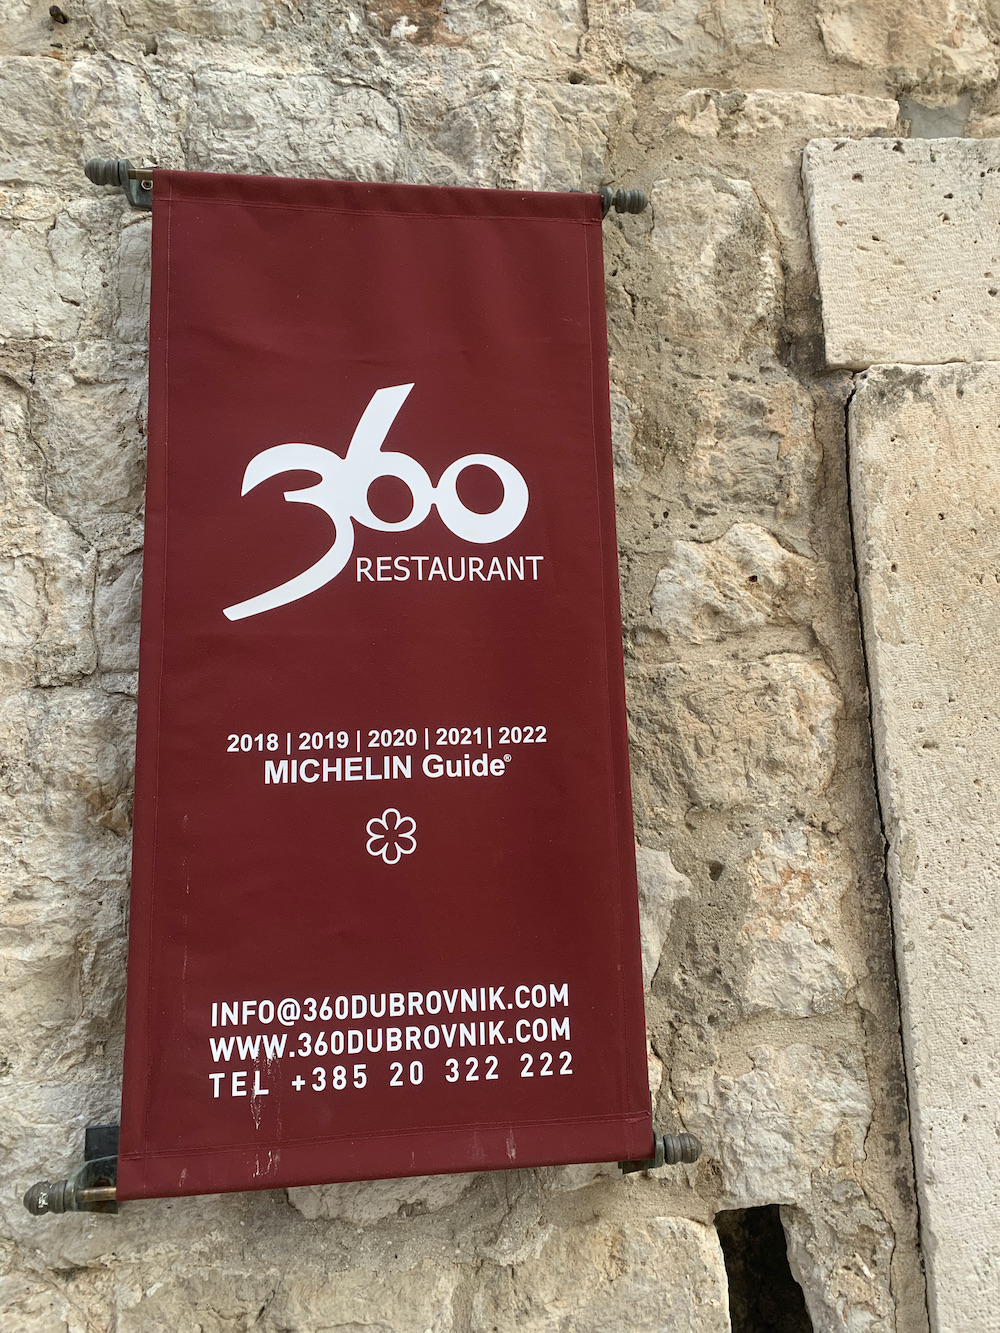 360
RESTAURANT
2018 | 2019 | 2020 | 2021 | 2022
MICHELIN Guide®
INFO@360DUBROVNIK.COM
WWW.360DUBROVNIK.COM
TEL +385 20 322 222